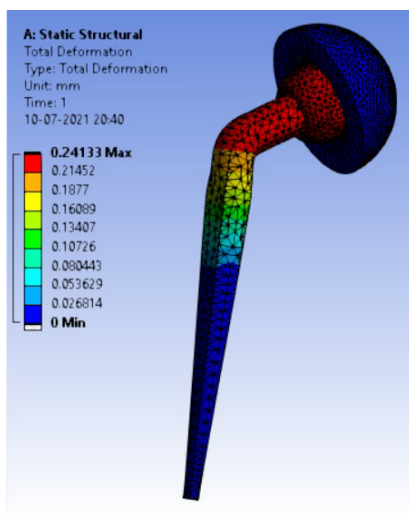 A: Static Structural
Total Deformation
Type: Total Deformation
Unit: mm
Time: 1
10-07-2021 20:40
0.24133 Max
0.21452
0.1877
0.16089
0.13407
0.10726
0.080443
0.053629
0.026814
0 Min